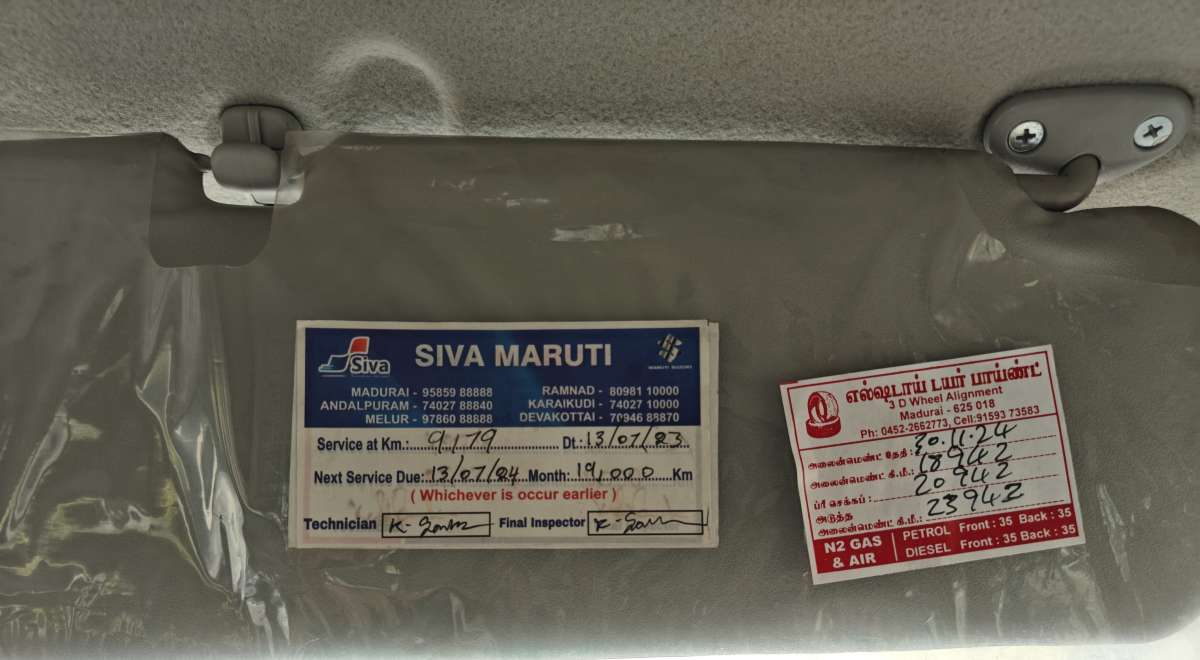 Siva
SIVA MARUTI
MARUTI SUZUKI
MADURAI - 95859 88888 RAMNAD - 80981 10000
ANDALPURAM - 74027 88840 KARAIKUDI - 74027 10000
MELUR - 97860 88888 DEVAKOTTAI - 70946 85870
Service at Km.: 9179 Dt: 13/07/23
Next Service Due: 13/07/24 Month: 19,000 Km
( Whichever is occur earlier )
Technician Final Inspector
எஸ்டாய் டயர் பாய்ண்ட்
3 D Wheel Alignment
Madurai - 625 018
Ph: 0452-2662773, Cell:91593 73583
அலைன்மெண்ட் தேதி : 30.11.24
அலைன்மெண்ட் கி.மீ.: 18942
ப்ரீ செக்கப் : 20942
அடுத்த
அலைன்மெண்ட் கி.மீ.: 23942
N2 GAS & AIR
PETROL Front : 35 Back : 35
DIESEL Front : 35 Back : 35